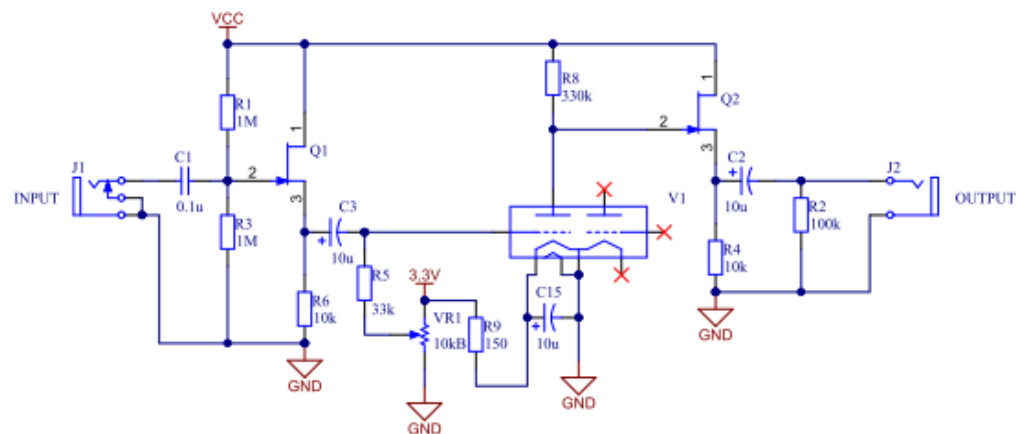 VCC
R1
1M
R8
330k
1
Q2
2
3
1
Q1
2
3
J1
INPUT
C1
0.1u
R3
1M
C3
10u
V1
C2
10u
J2
OUTPUT
R2
100k
R4
10k
R5
33k
3,3V
R6
10k
VR1
10kB
R9
150
C15
10u
GND
GND
GND
GND